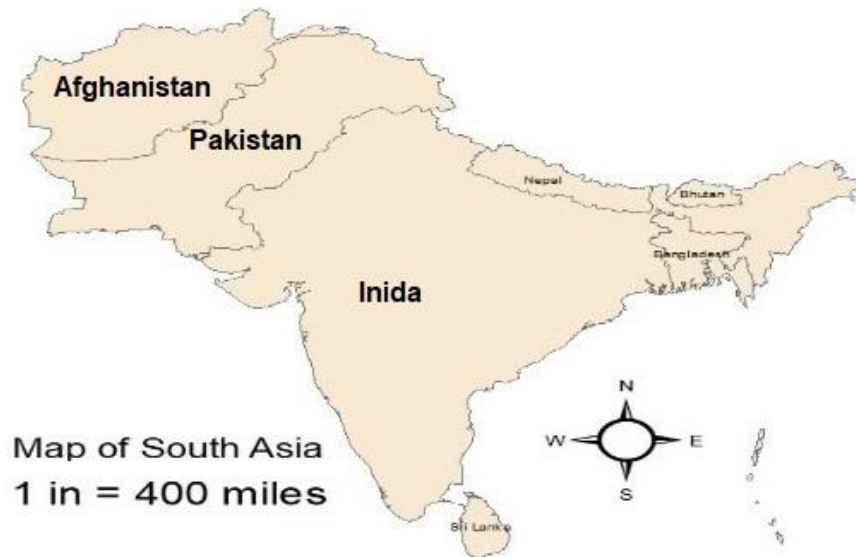 Afghanistan
Pakistan
Nepal
Bhutan
Bangladesh
Inida
N
W E
S
Map of South Asia
1 in = 400 miles
Sri Lanka